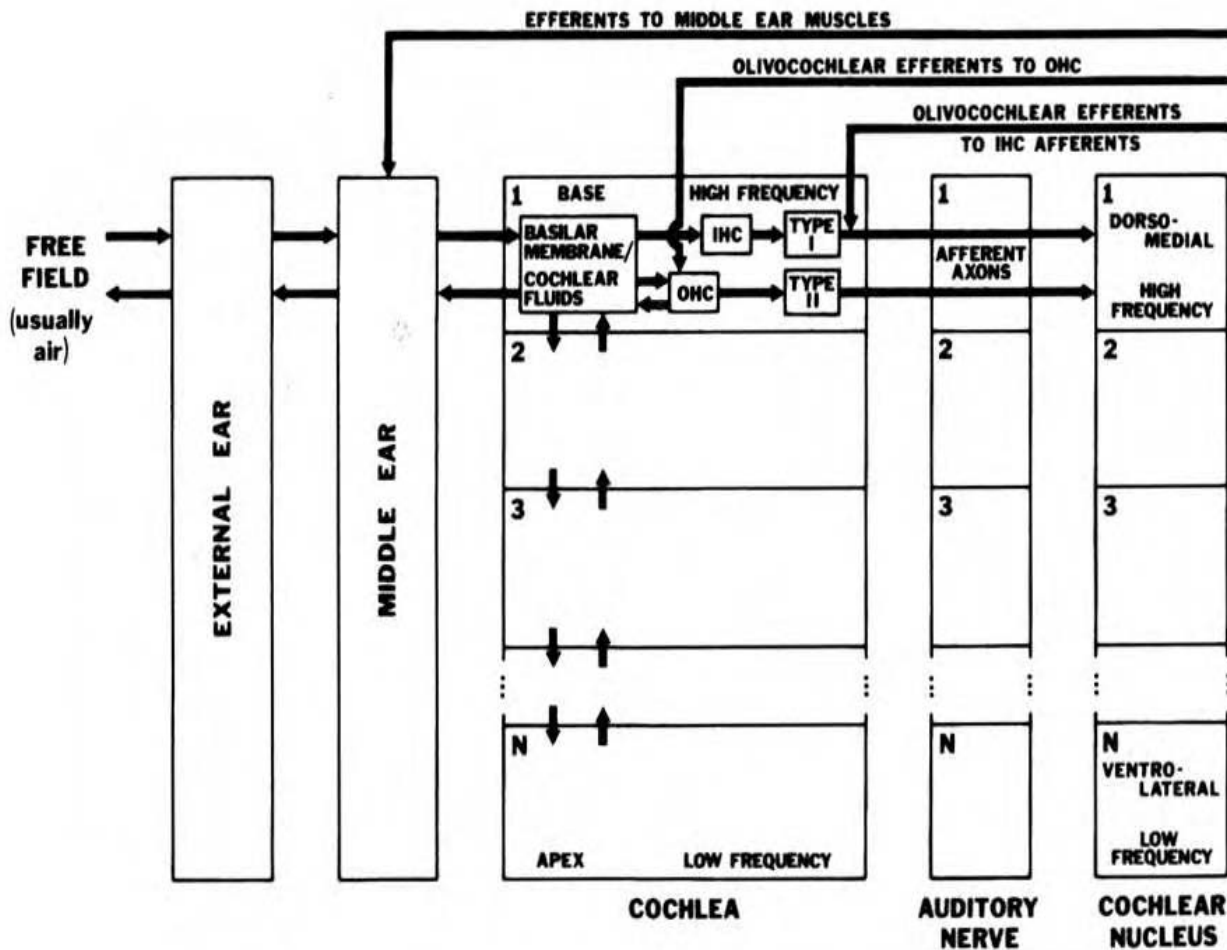 EFFERENTS TO MIDDLE EAR MUSCLES
OLIVOCOCHLEAR EFFERENTS TO OHC
OLIVOCOCHLEAR EFFERENTS
TO IHC AFFERENTS
FREE
FIELD
(usually
air)
EXTERNAL EAR
MIDDLE EAR
1
BASE
HIGH FREQUENCY
BASILAR
MEMBRANE/
COCHLEAR
FLUIDS
IHC
TYPE
I
OHC
TYPE
II
2
3
...
...
N
APEX
LOW FREQUENCY
COCHLEA
1
AFFERENT
AXONS
2
3
...
...
N
AUDITORY
NERVE
1
DORSO-
MEDIAL
HIGH
FREQUENCY
2
3
...
...
N
VENTRO-
LATERAL
LOW
FREQUENCY
COCHLEAR
NUCLEUS